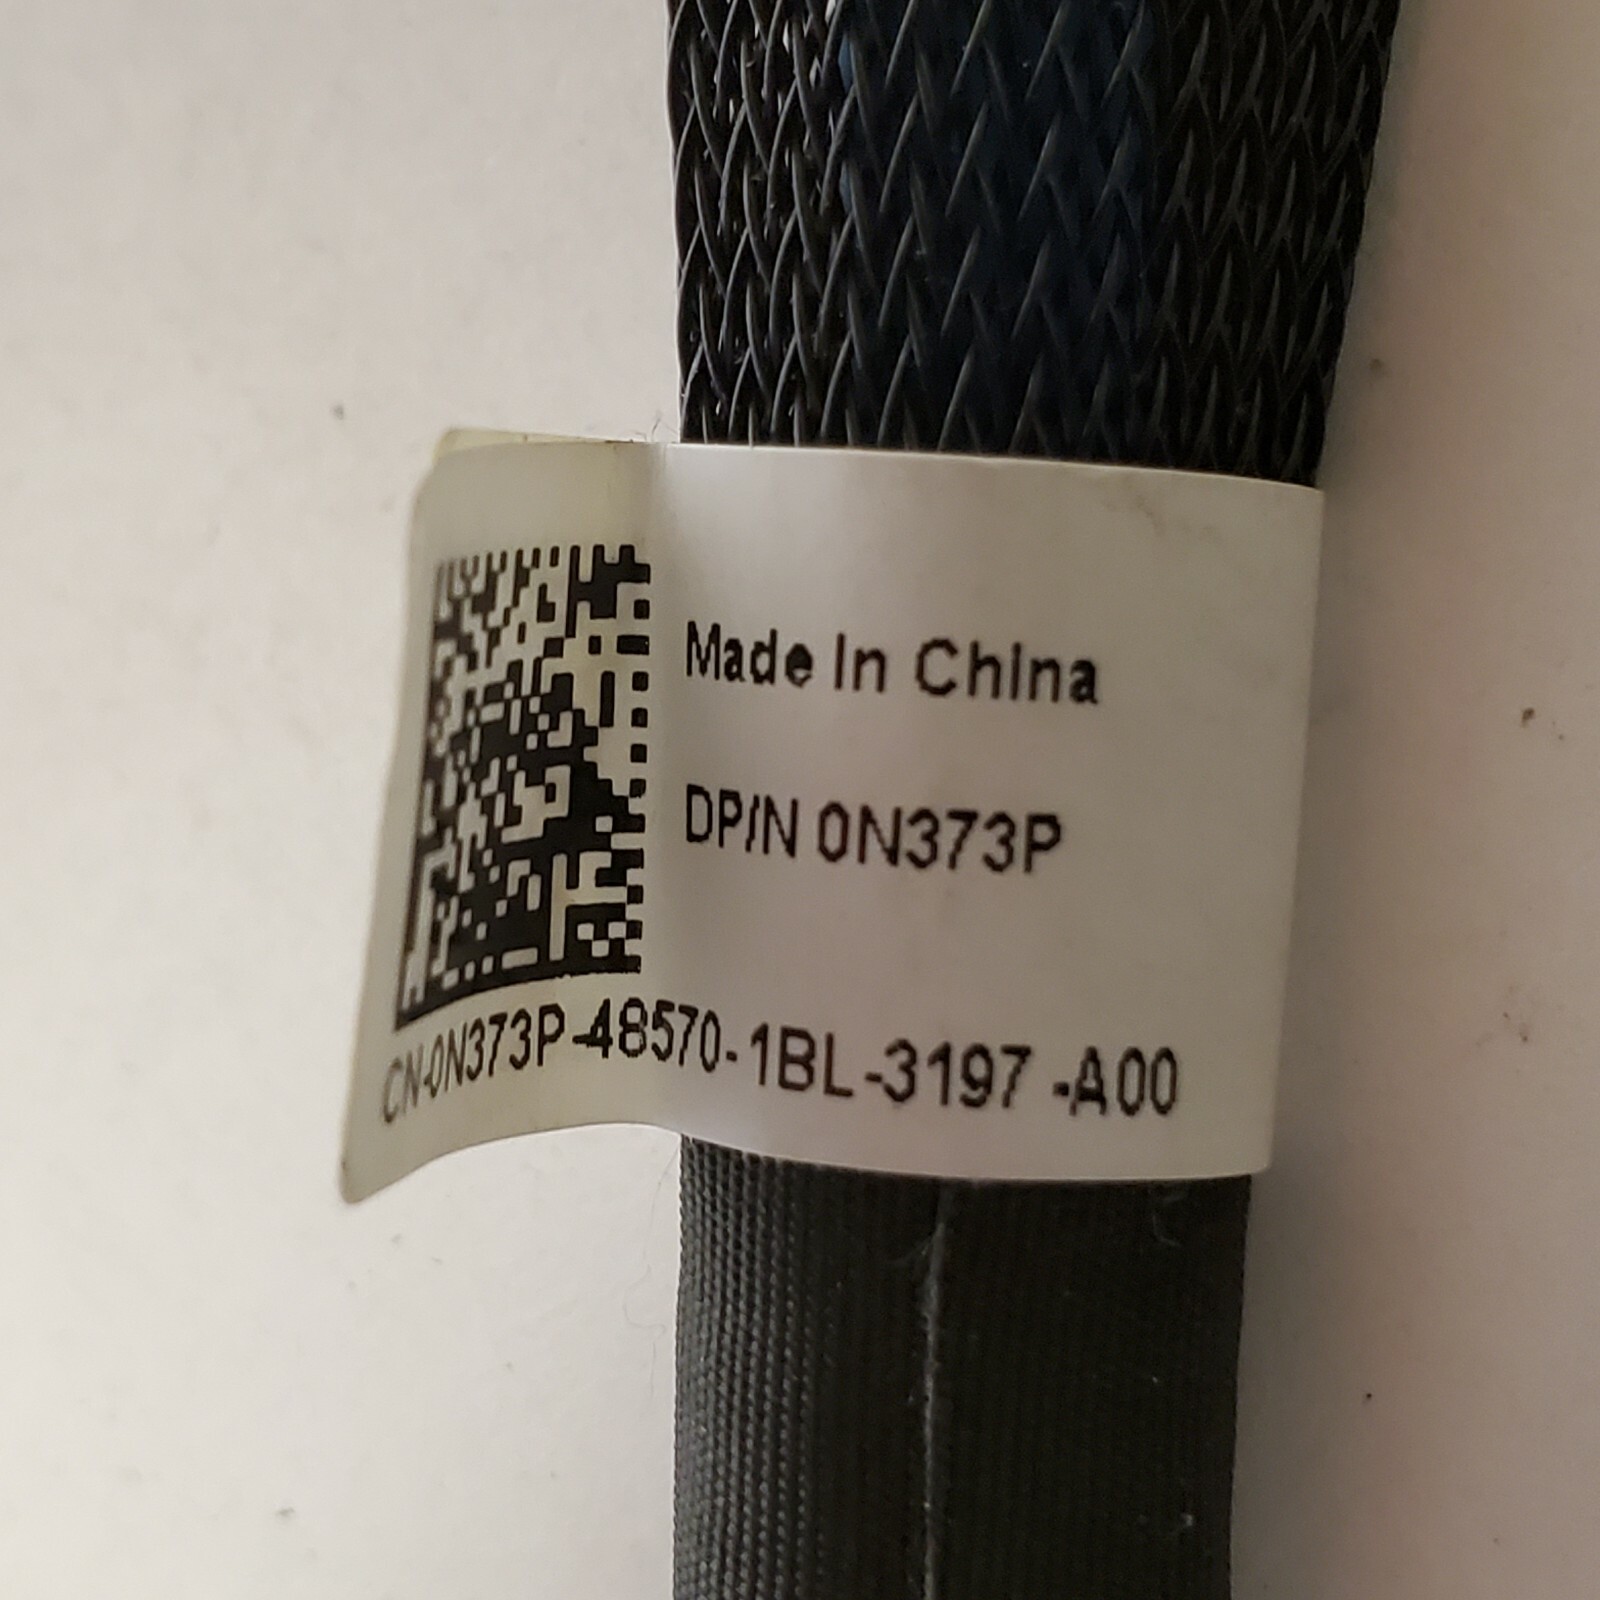 Made In China
DP/N 0N373P
CN-0N373P-48570-1BL-3197 -A00